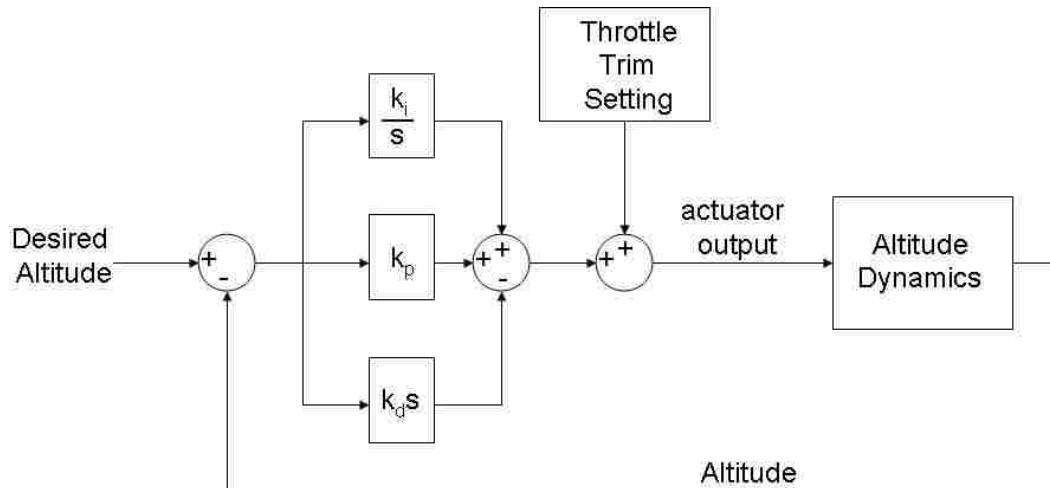 Throttle
Trim
Setting
k_i
s
Desired
Altitude
+
-
k_p
+
+
-
+
+
actuator
output
Altitude
Dynamics
k_d s
Altitude